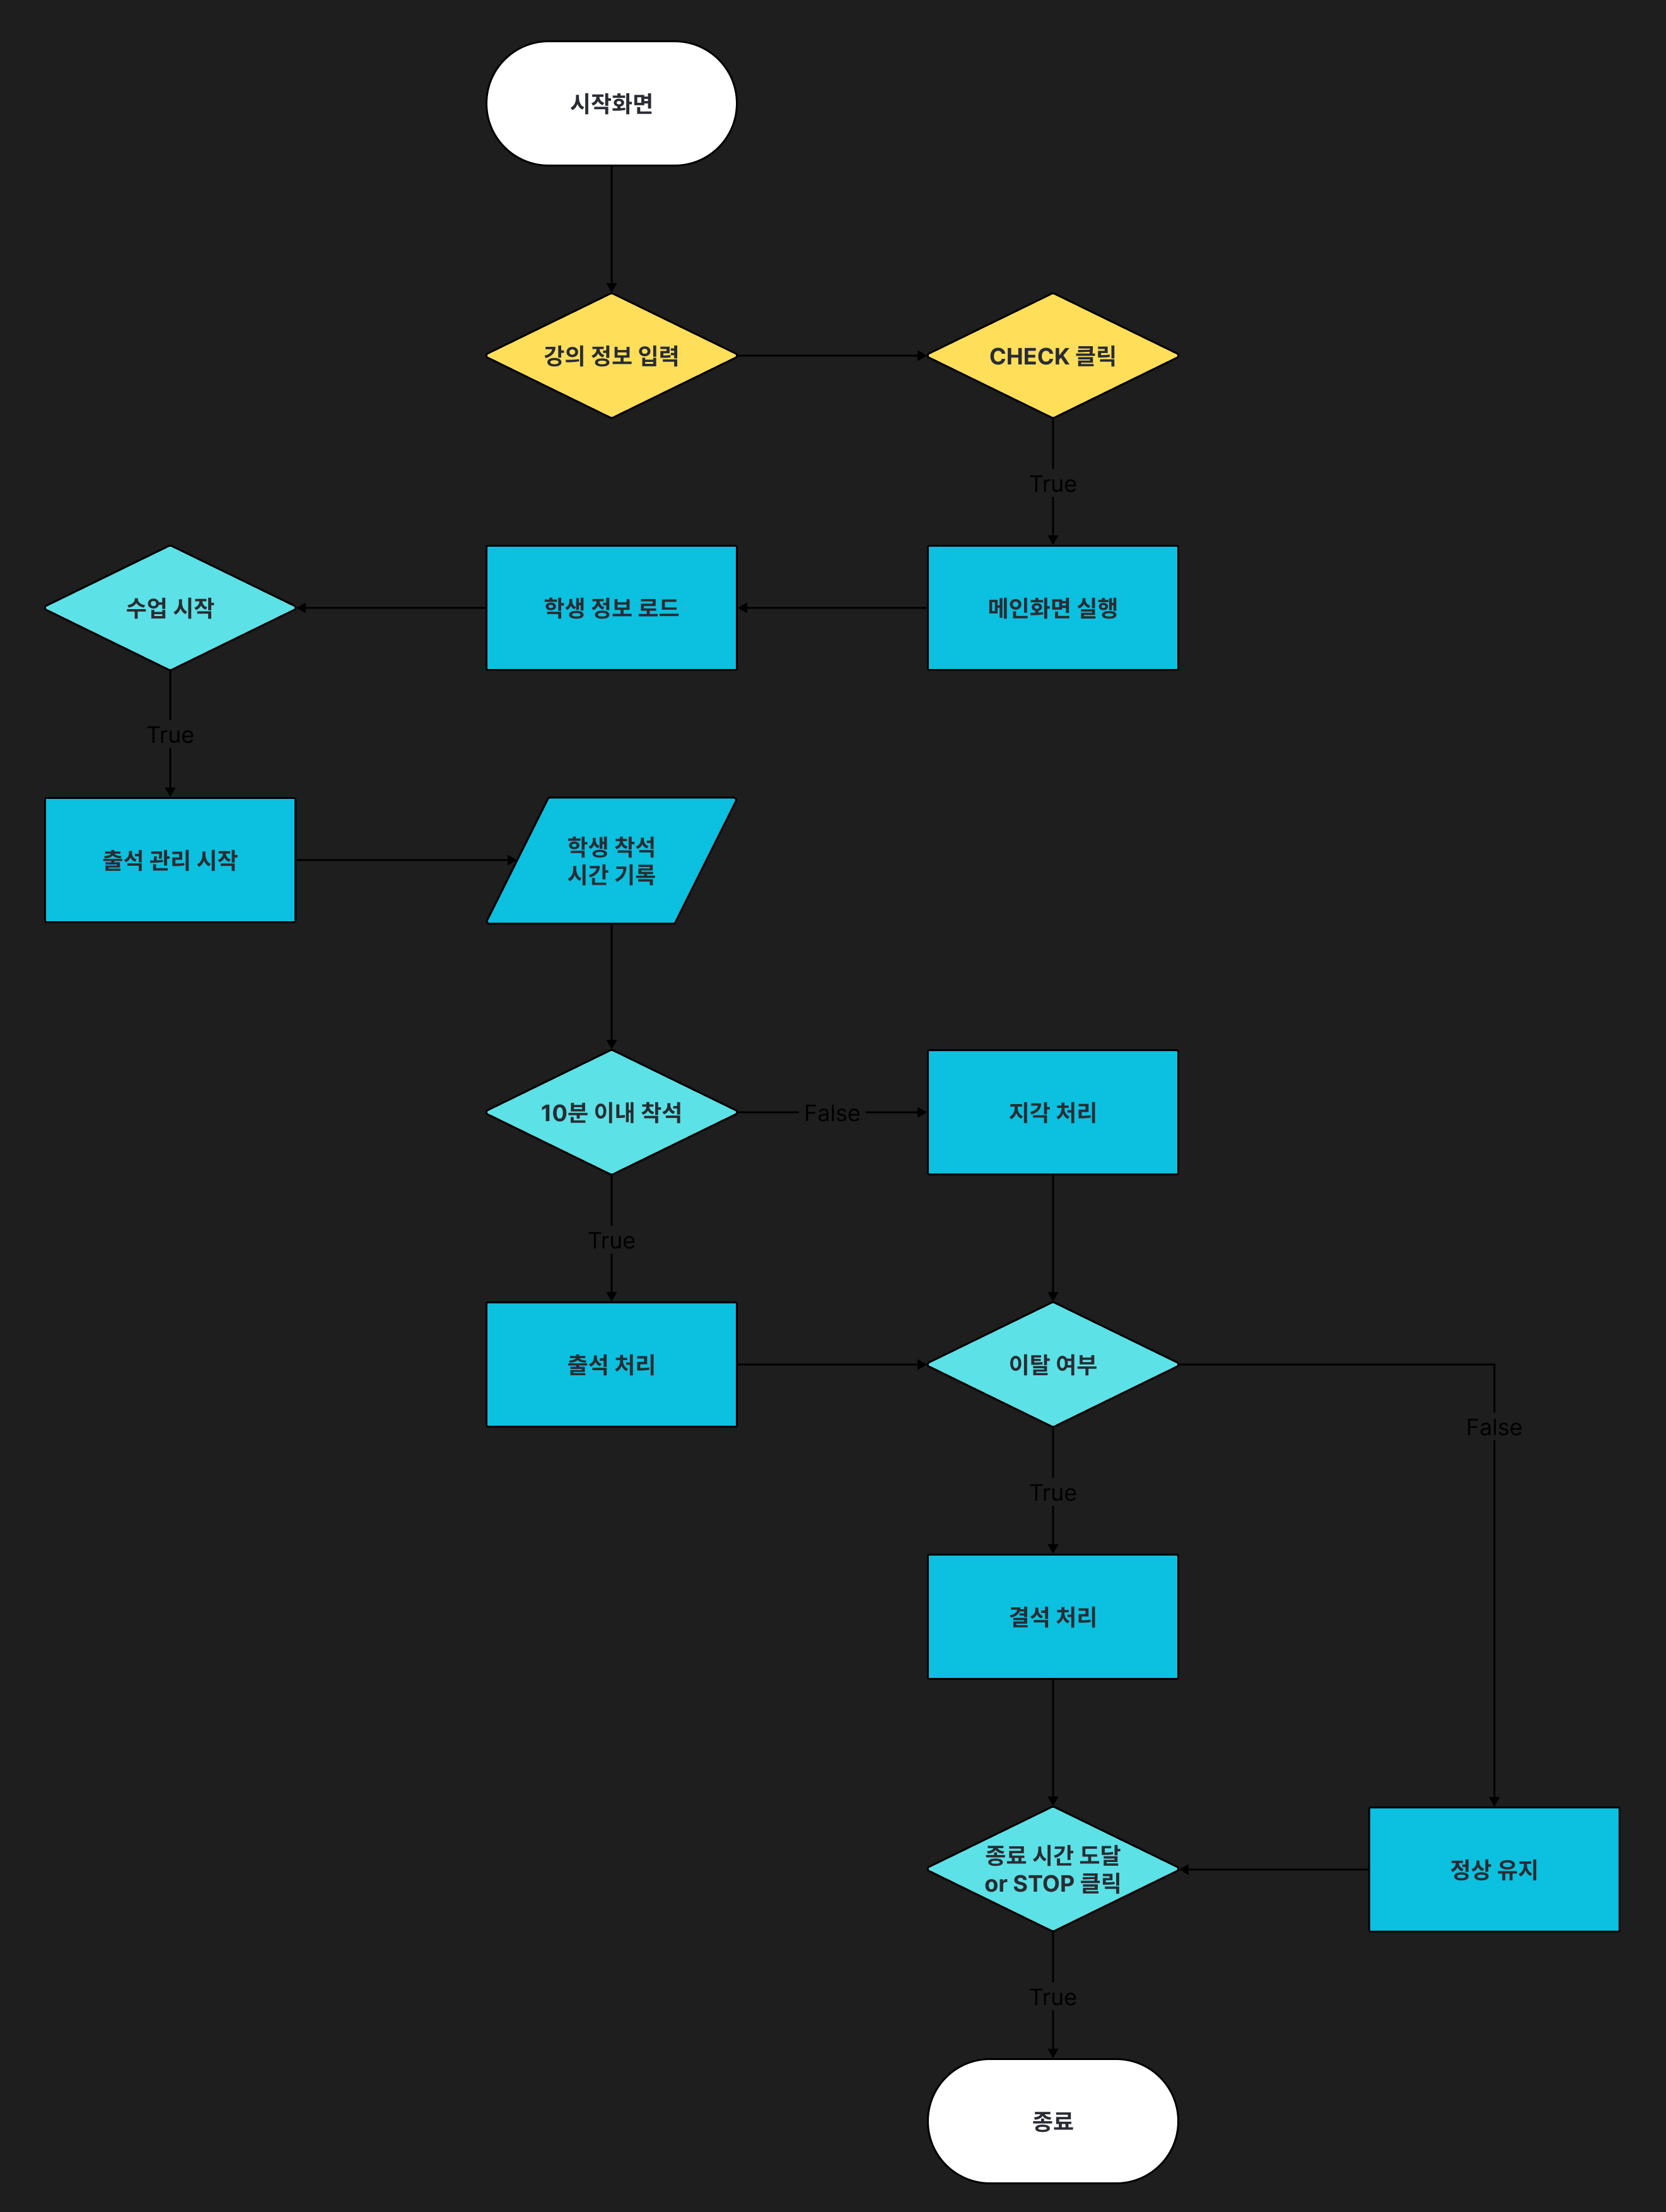 시작화면
강의 정보 입력
CHECK 클릭
True
수업 시작
학생 정보 로드
메인화면 실행
True
출석 관리 시작
학생 착석
시간 기록
10분 이내 착석
False
지각 처리
True
출석 처리
이탈 여부
False
True
결석 처리
종료 시간 도달
or STOP 클릭
정상 유지
True
종료